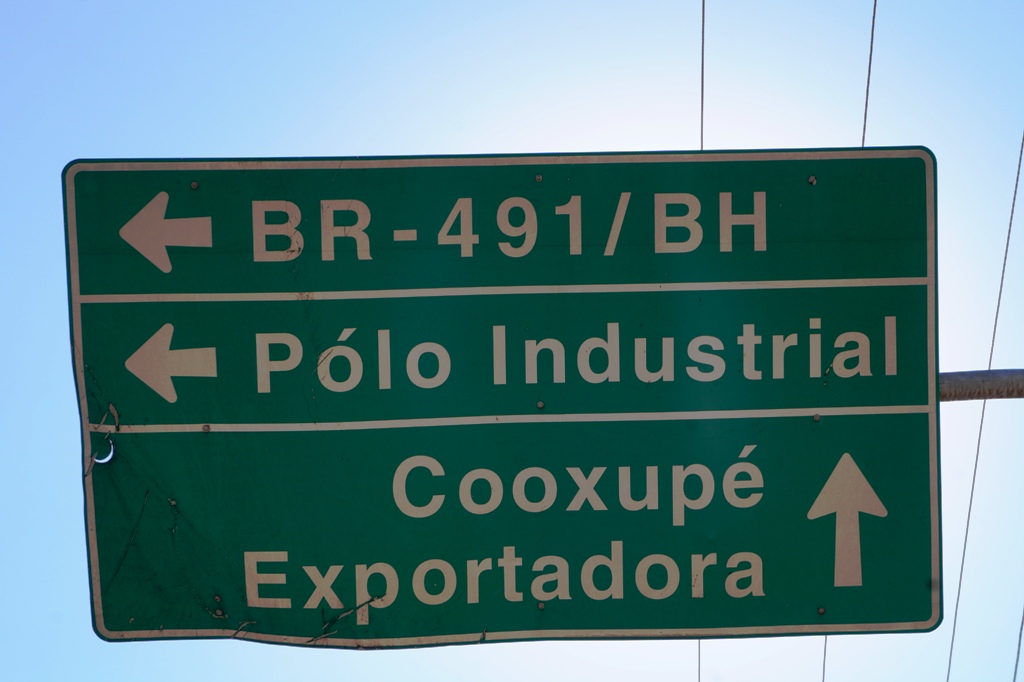 BR-491/BH
Pólo Industrial
Cooxupé
Exportadora